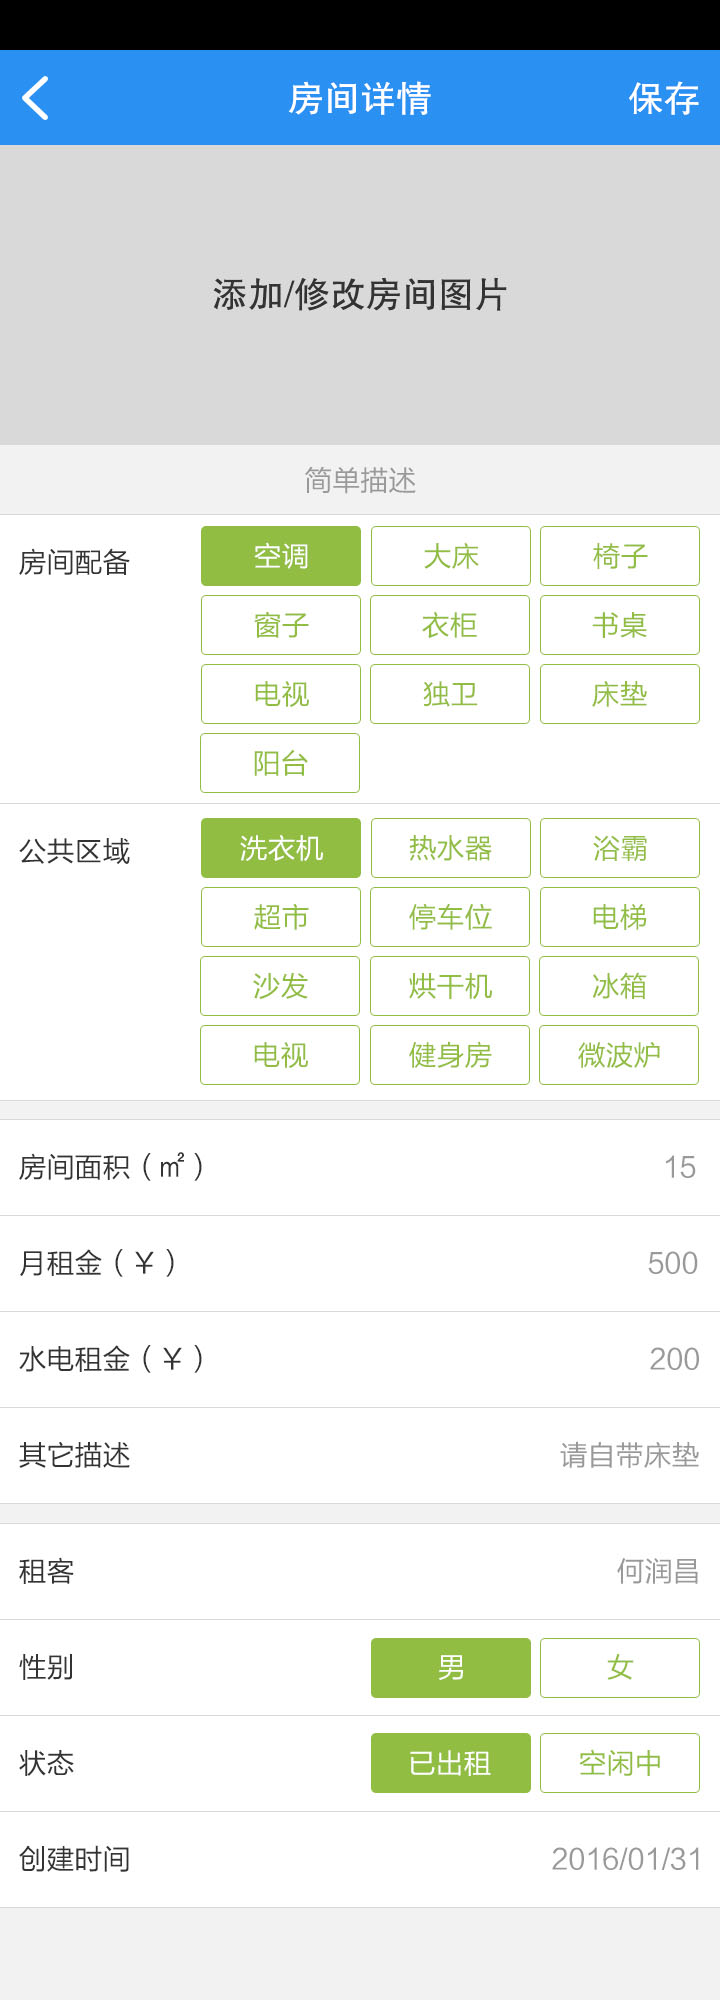 房间详情 保存
添加/修改房间图片
简单描述
房间配备 空调 大床 椅子
窗子 衣柜 书桌
电视 独卫 床垫
阳台
公共区域 洗衣机 热水器 浴霸
超市 停车位 电梯
沙发 烘干机 冰箱
电视 健身房 微波炉
房间面积（㎡） 15
月租金（￥） 500
水电租金（￥） 200
其它描述 请自带床垫
租客 何润昌
性别 男 女
状态 已出租 空闲中
创建时间 2016/01/31